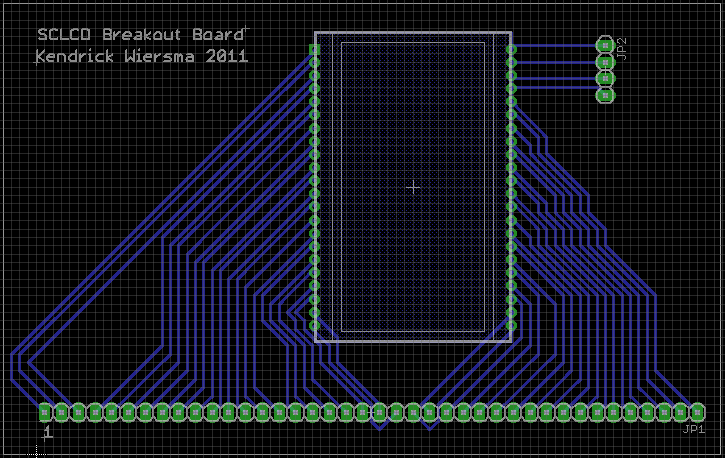 SCLCD Breakout Board
Kendrick Wiersma 2011
JP2
1
JP1